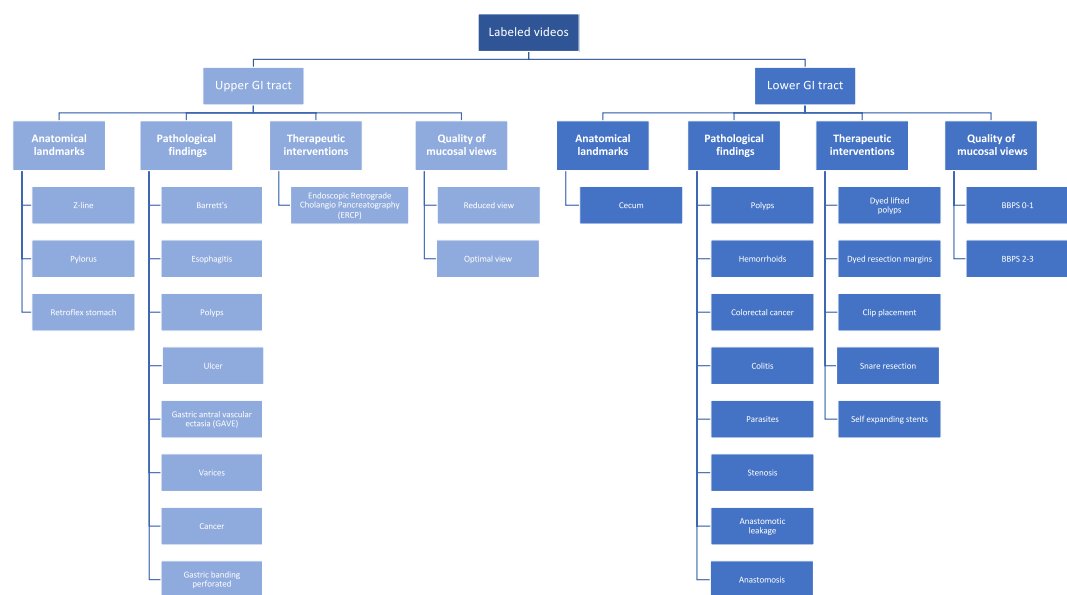 Labeled videos
Upper GI tract
Lower GI tract
Anatomical
landmarks
Pathological
findings
Therapeutic
interventions
Quality of
mucosal views
Anatomical
landmarks
Pathological
findings
Therapeutic
interventions
Quality of
mucosal views
Z-line
Pylorus
Retroflex stomach
Barrett's
Esophagitis
Polyps
Ulcer
Gastric antral vascular
ectasia (GAVE)
Varices
Cancer
Gastric banding
perforated
Endoscopic Retrograde
Cholangio Pancreatography
(ERCP)
Reduced view
Optimal view
Cecum
Polyps
Hemorrhoids
Colorectal cancer
Colitis
Parasites
Stenosis
Anastomotic
leakage
Anastomosis
Dyed lifted
polyps
Dyed resection margins
Clip placement
Snare resection
Self expanding stents
BBPS 0-1
BBPS 2-3